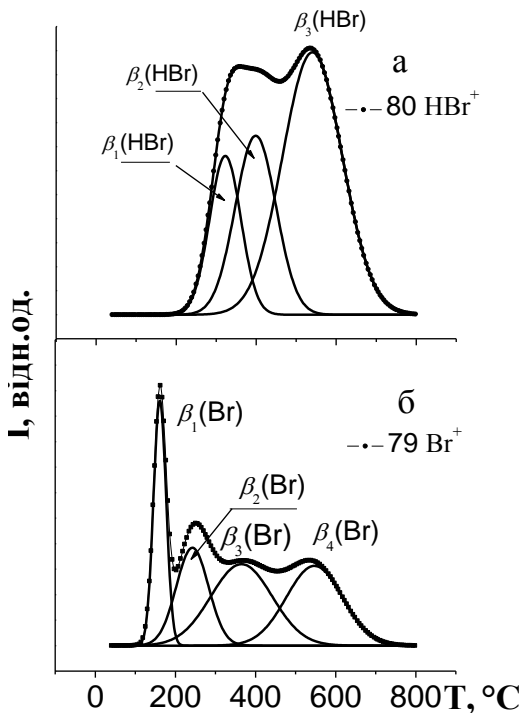 β₃(HBr)
а
β₂(HBr)
–•–80 HBr⁺
β₁(HBr)
І, відн.од.
б
β₁(Br)
–•–79 Br⁺
β₂(Br)
β₃(Br) β₄(Br)
0 200 400 600 800 T, °C